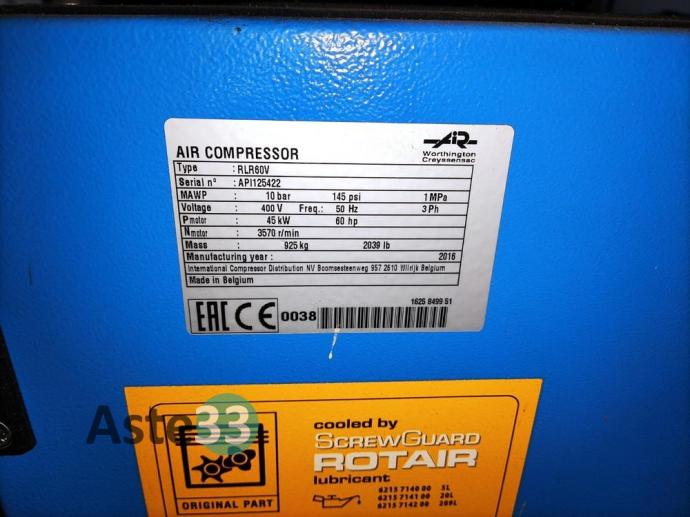 AIR COMPRESSOR
AIR
Worthington
Creyssensac
Type : RLR60V
Serial n° : API125422
MAWP : 10 bar 145 psi 1 MPa
Voltage : 400 V Freq.: 50 Hz 3 Ph
Pmotor : 45 kW 60 hp
Nmotor : 3570 r/min
Mass : 925 kg 2039 lb
Manufacturing year : 2016
International Compressor Distribution NV Boomsesteenweg 957 2610 Wilrijk Belgium
Made in Belgium
EAC CE 0038
1625 8499 51
Aste33
ORIGINAL PART
cooled by
SCREWGUARD
ROTAIR
lubricant
6215 7140 00 5L
6215 7141 00 20L
6215 7142 00 209L